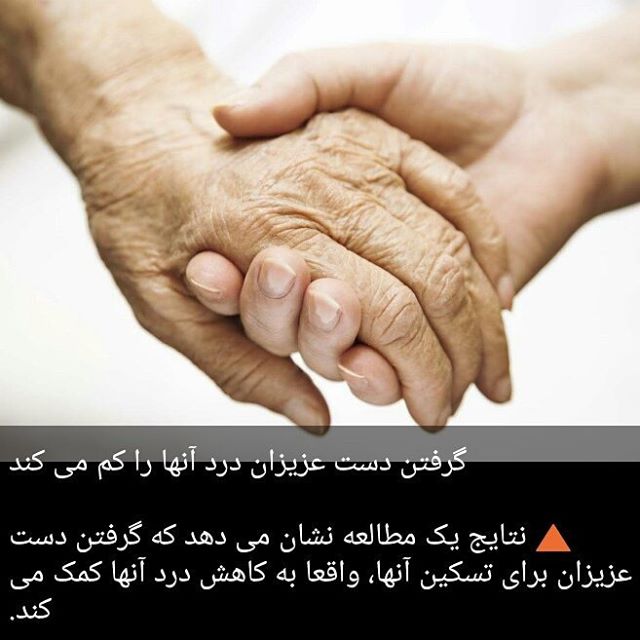 گرفتن دست عزیزان درد آنها را کم می کند
نتایج یک مطالعه نشان می دهد که گرفتن دست
عزیزان برای تسکین آنها، واقعا به کاهش درد آنها کمک می
کند.